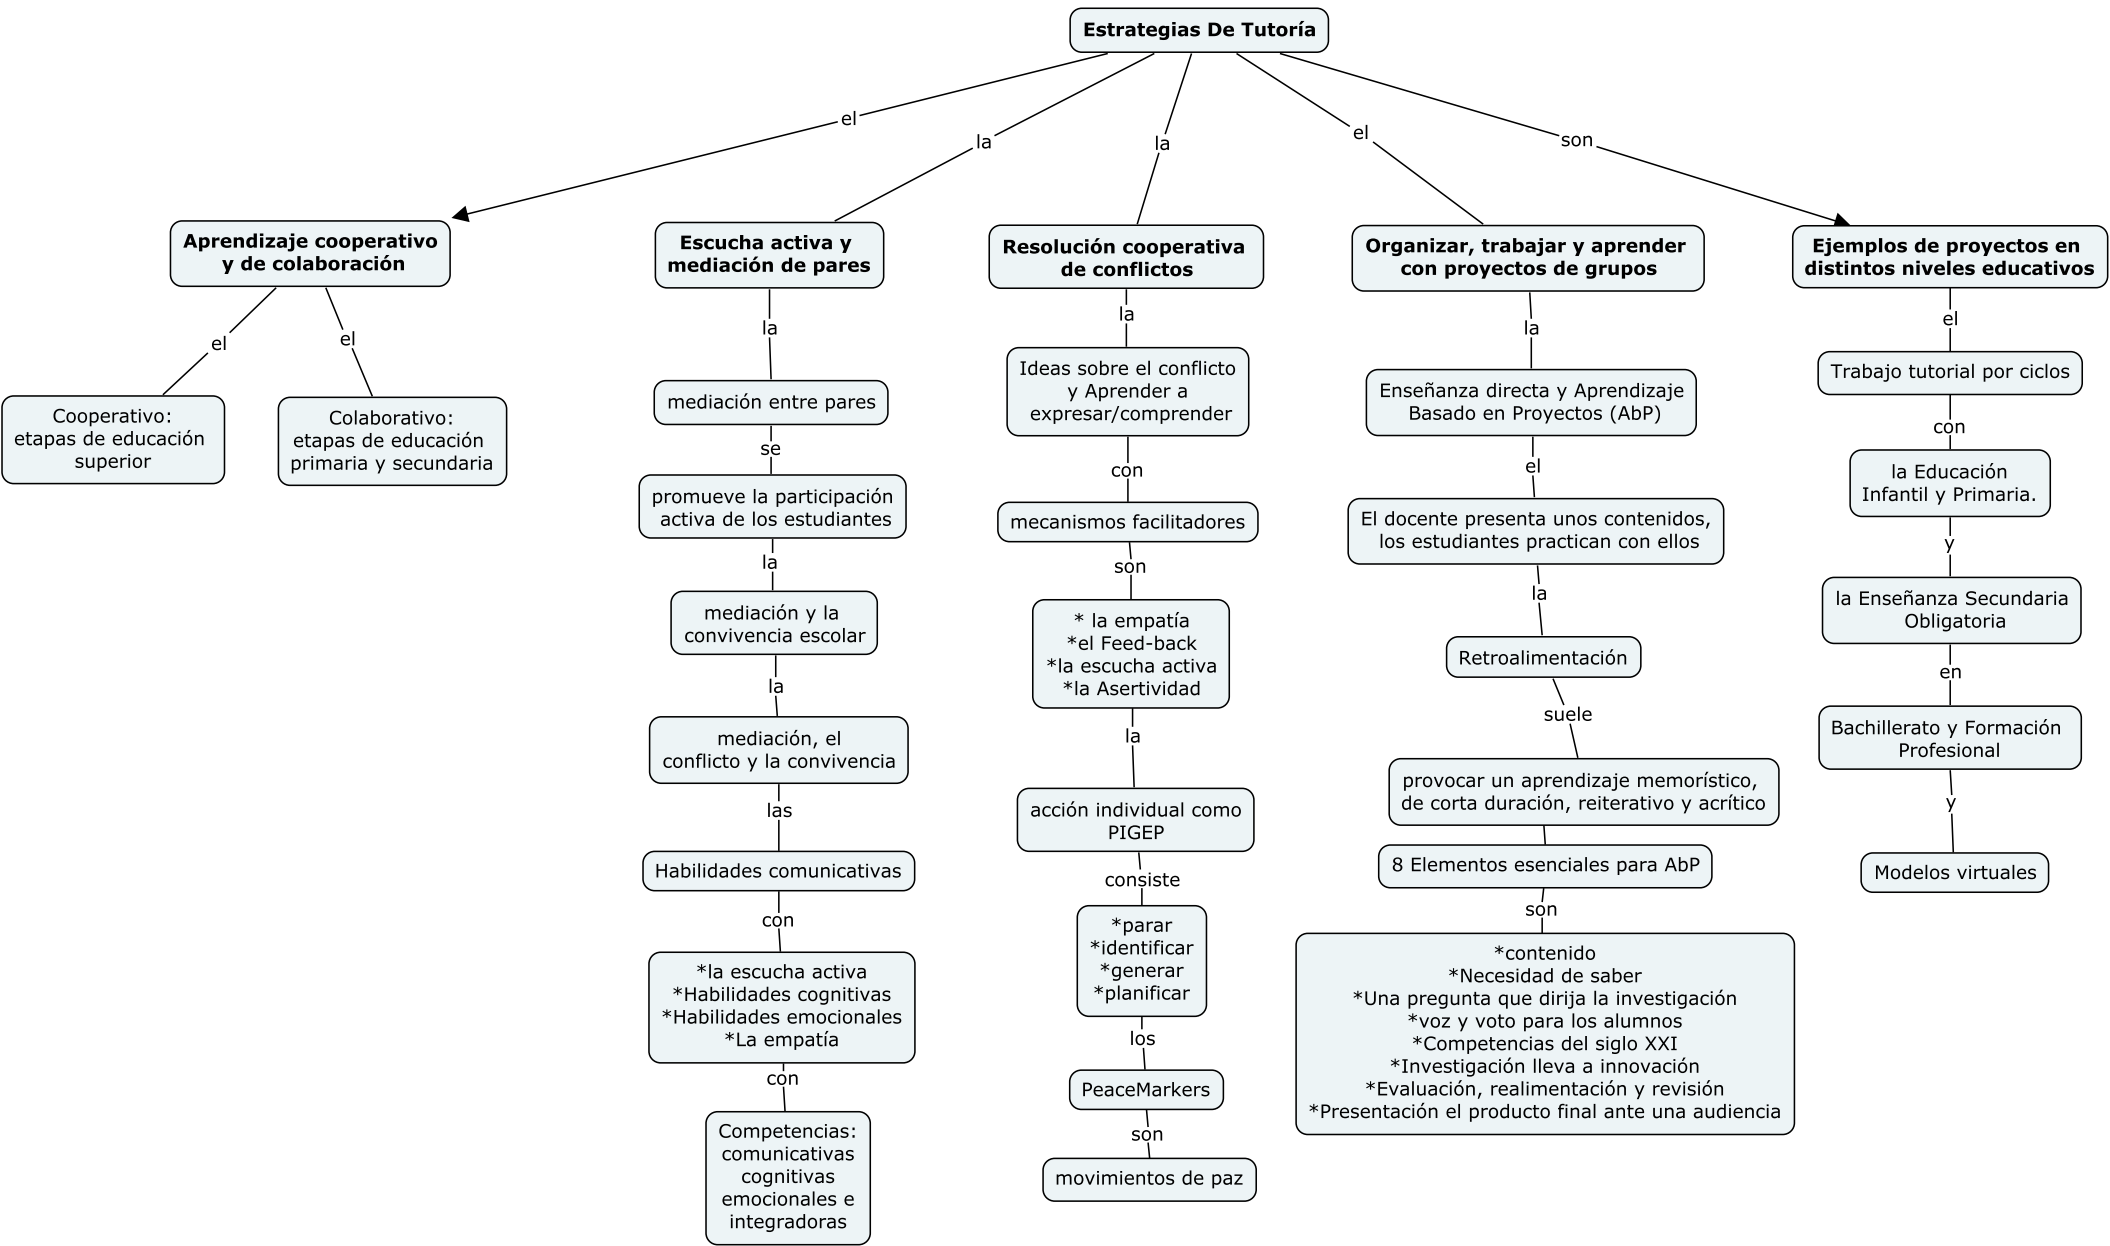 Estrategias De Tutoría
el
la
la
el
son
Aprendizaje cooperativo
y de colaboración
el
el
Cooperativo:
etapas de educación
superior
Colaborativo:
etapas de educación
primaria y secundaria
Escucha activa y
mediación de pares
la
mediación entre pares
se
promueve la participación
activa de los estudiantes
la
mediación y la
convivencia escolar
la
mediación, el
conflicto y la convivencia
las
Habilidades comunicativas
con
*la escucha activa
*Habilidades cognitivas
*Habilidades emocionales
*La empatía
con
Competencias:
comunicativas
cognitivas
emocionales e
integradoras
Resolución cooperativa
de conflictos
la
Ideas sobre el conflicto
y Aprender a
expresar/comprender
con
mecanismos facilitadores
son
* la empatía
*el Feed-back
*la escucha activa
*la Asertividad
la
acción individual como
PIGEP
consiste
*parar
*identificar
*generar
*planificar
los
PeaceMarkers
son
movimientos de paz
Organizar, trabajar y aprender
con proyectos de grupos
la
Enseñanza directa y Aprendizaje
Basado en Proyectos (AbP)
el
El docente presenta unos contenidos,
los estudiantes practican con ellos
la
Retroalimentación
suele
provocar un aprendizaje memorístico,
de corta duración, reiterativo y acrítico
8 Elementos esenciales para AbP
son
*contenido
*Necesidad de saber
*Una pregunta que dirija la investigación
*voz y voto para los alumnos
*Competencias del siglo XXI
*Investigación lleva a innovación
*Evaluación, realimentación y revisión
*Presentación el producto final ante una audiencia
Ejemplos de proyectos en
distintos niveles educativos
el
Trabajo tutorial por ciclos
con
la Educación
Infantil y Primaria.
y
la Enseñanza Secundaria
Obligatoria
en
Bachillerato y Formación
Profesional
y
Modelos virtuales